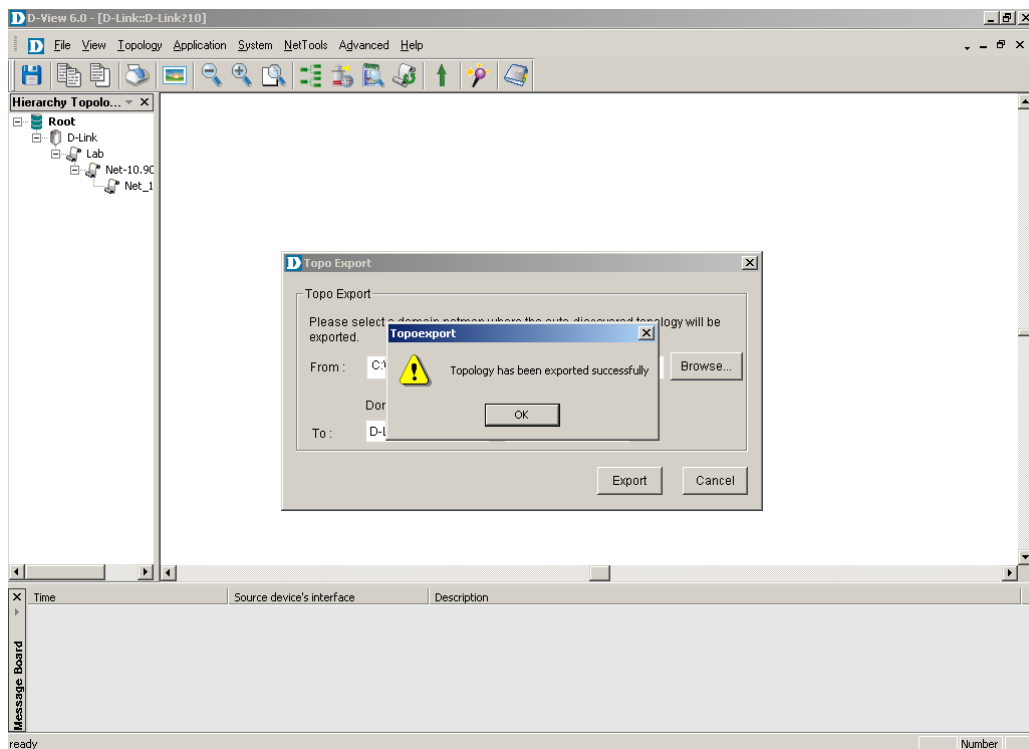 D-View 6.0 - [D-Link::D-Link?10]
File View Topology Application System NetTools Advanced Help
Hierarchy Topolo...
Root
D-Link
Lab
Net-10.90
Net_1
Topo Export
Topo Export
Please select a domain netmap where the auto-discovered topology will be
exported.
Topoexport
From : C:\ Browse...
Topology has been exported successfully
OK
To :
Export Cancel
Time Source device's interface Description
Message Board
ready Number